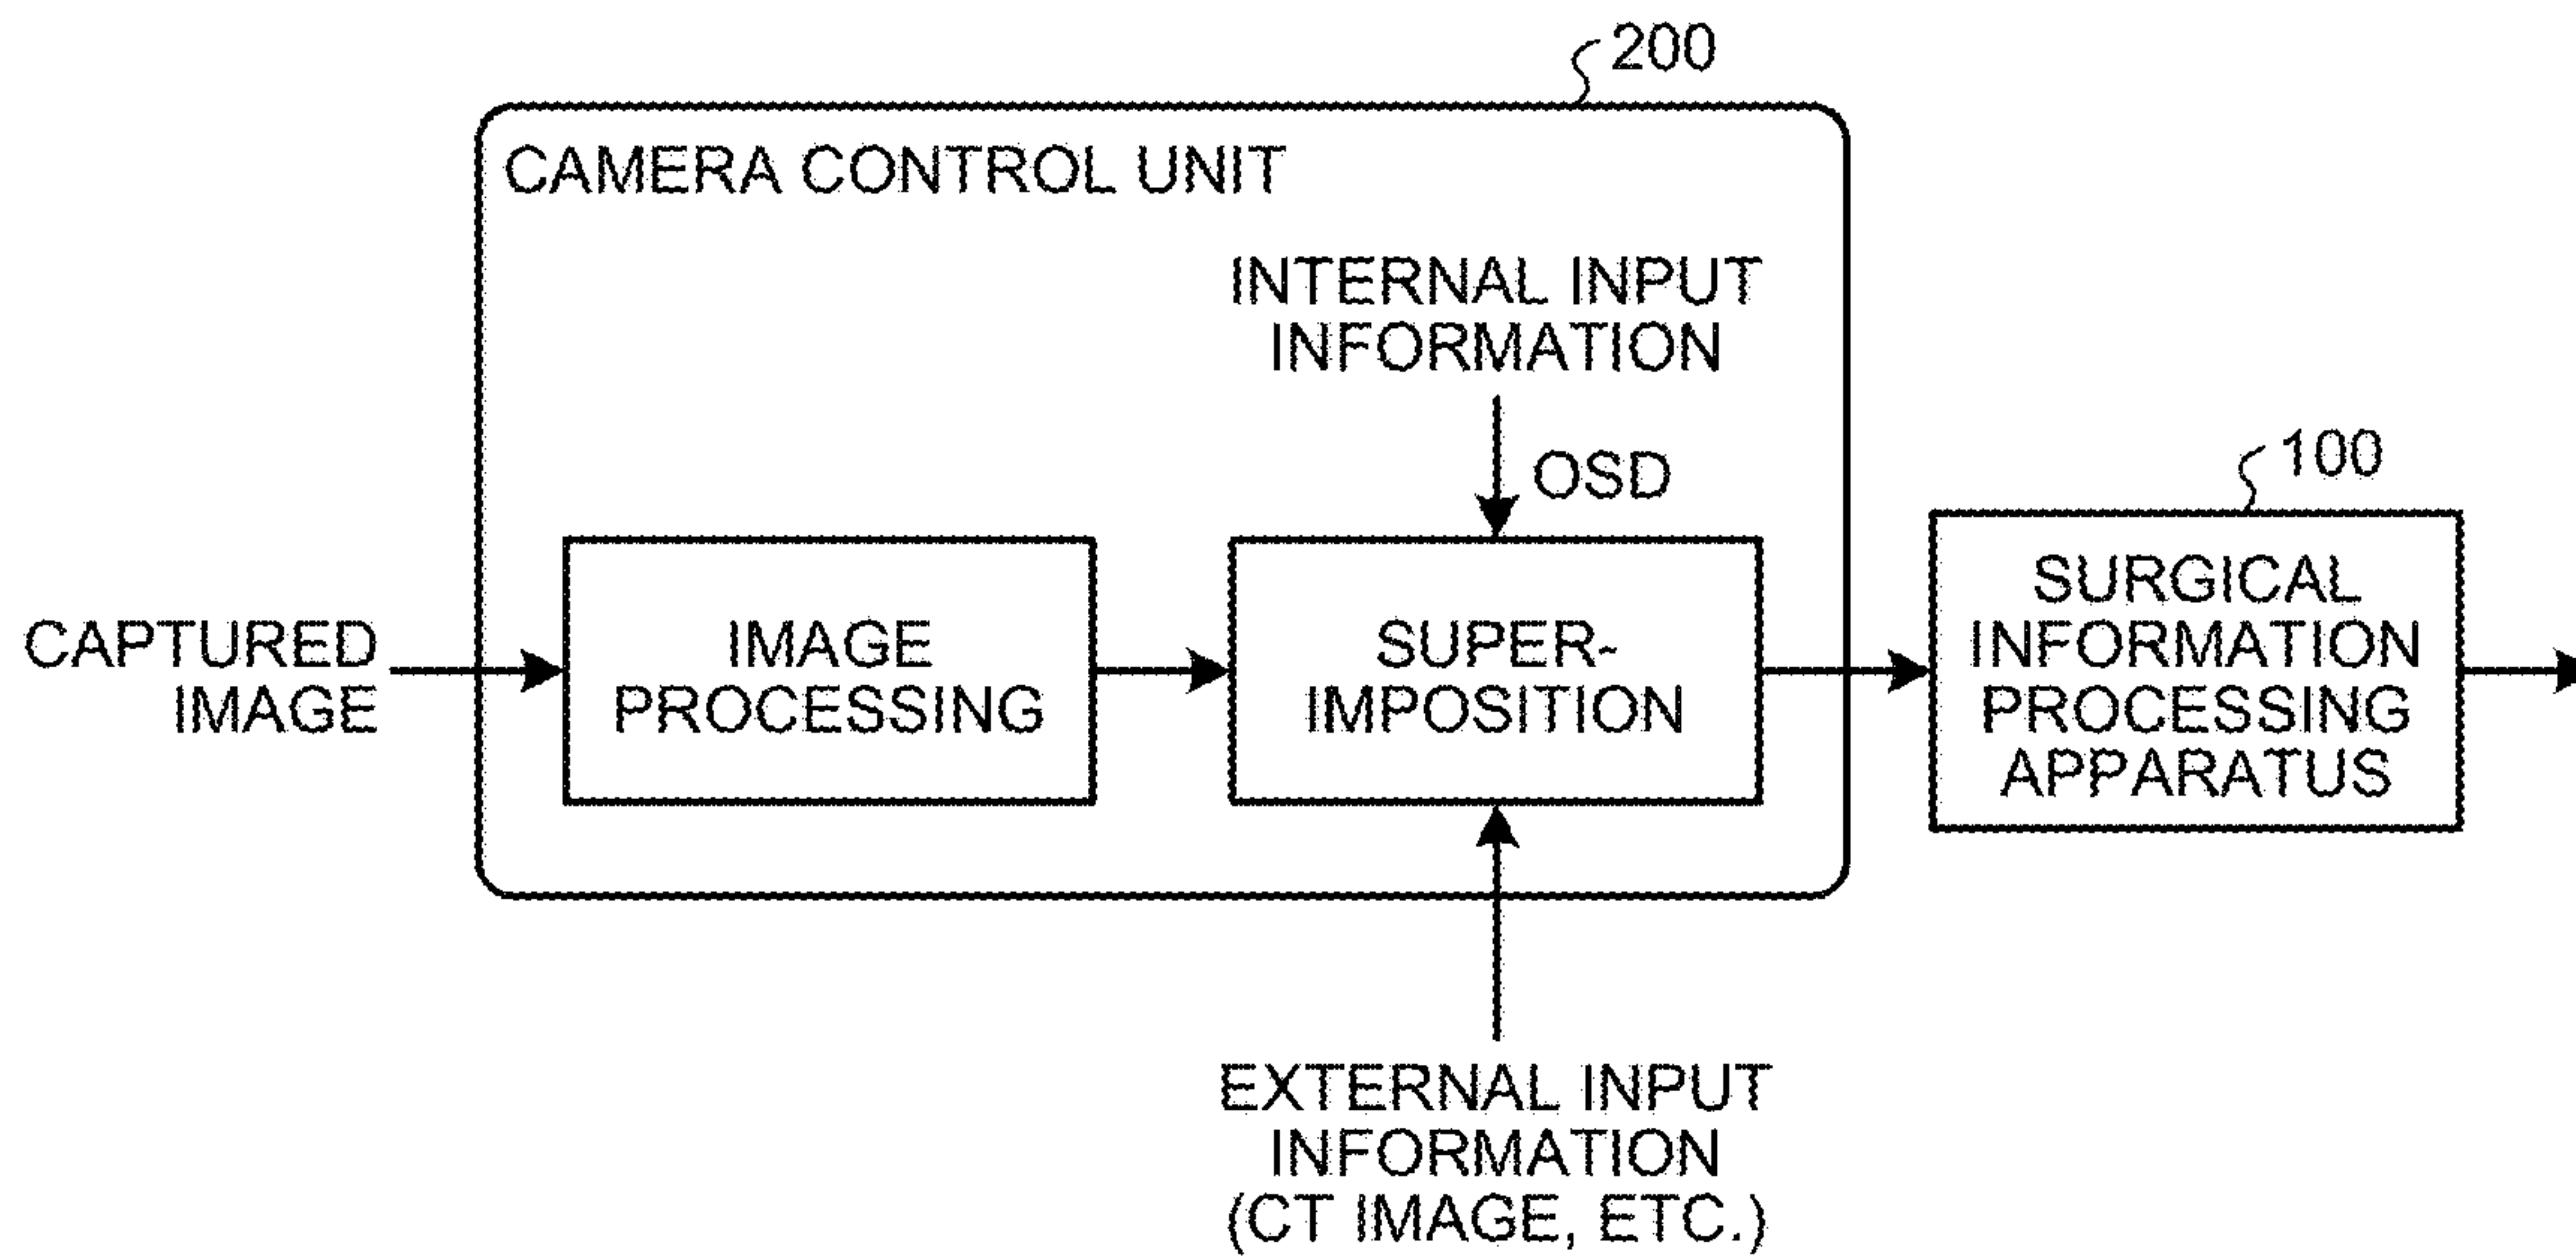 200
CAMERA CONTROL UNIT
INTERNAL INPUT
INFORMATION
OSD
100
CAPTURED
IMAGE
IMAGE
PROCESSING
SUPER-
IMPOSITION
SURGICAL
INFORMATION
PROCESSING
APPARATUS
EXTERNAL INPUT
INFORMATION
(CT IMAGE, ETC.)